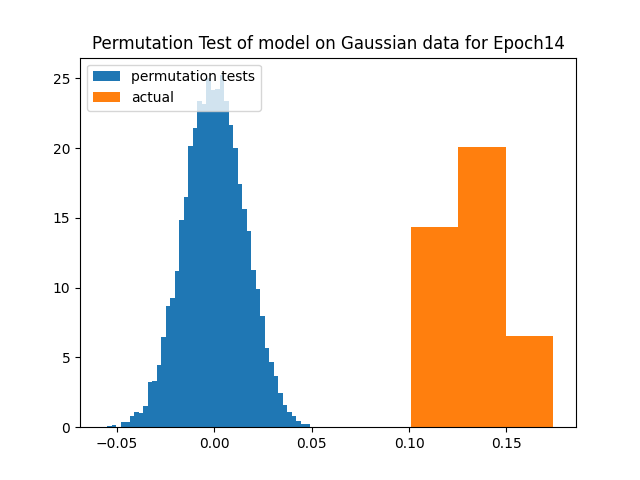 Permutation Test of model on Gaussian data for Epoch14
permutation tests
actual
25
20
15
10
5
0
−0.05 0.00 0.05 0.10 0.15